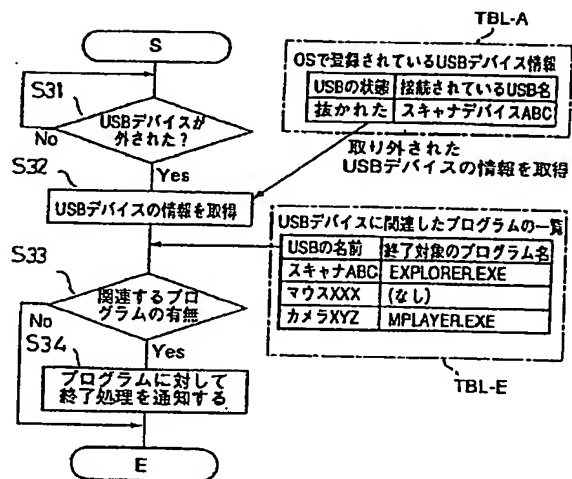 S
S31
USBデバイスが
外された？
No
Yes
S32
USBデバイスの情報を取得
S33
関連するプロ
グラムの有無
No
Yes
S34
プログラムに対して
終了処理を通知する
E
TBL-A
OSで登録されているUSBデバイス情報
USBの状態 接続されているUSB名
抜かれた スキャナデバイスABC
取り外された
USBデバイスの情報を取得
USBデバイスに関連したプログラムの一覧
USBの名前 終了対象のプログラム名
スキャナABC EXPLORER.EXE
マウスXXX (なし)
カメラXYZ MPLAYER.EXE
TBL-E